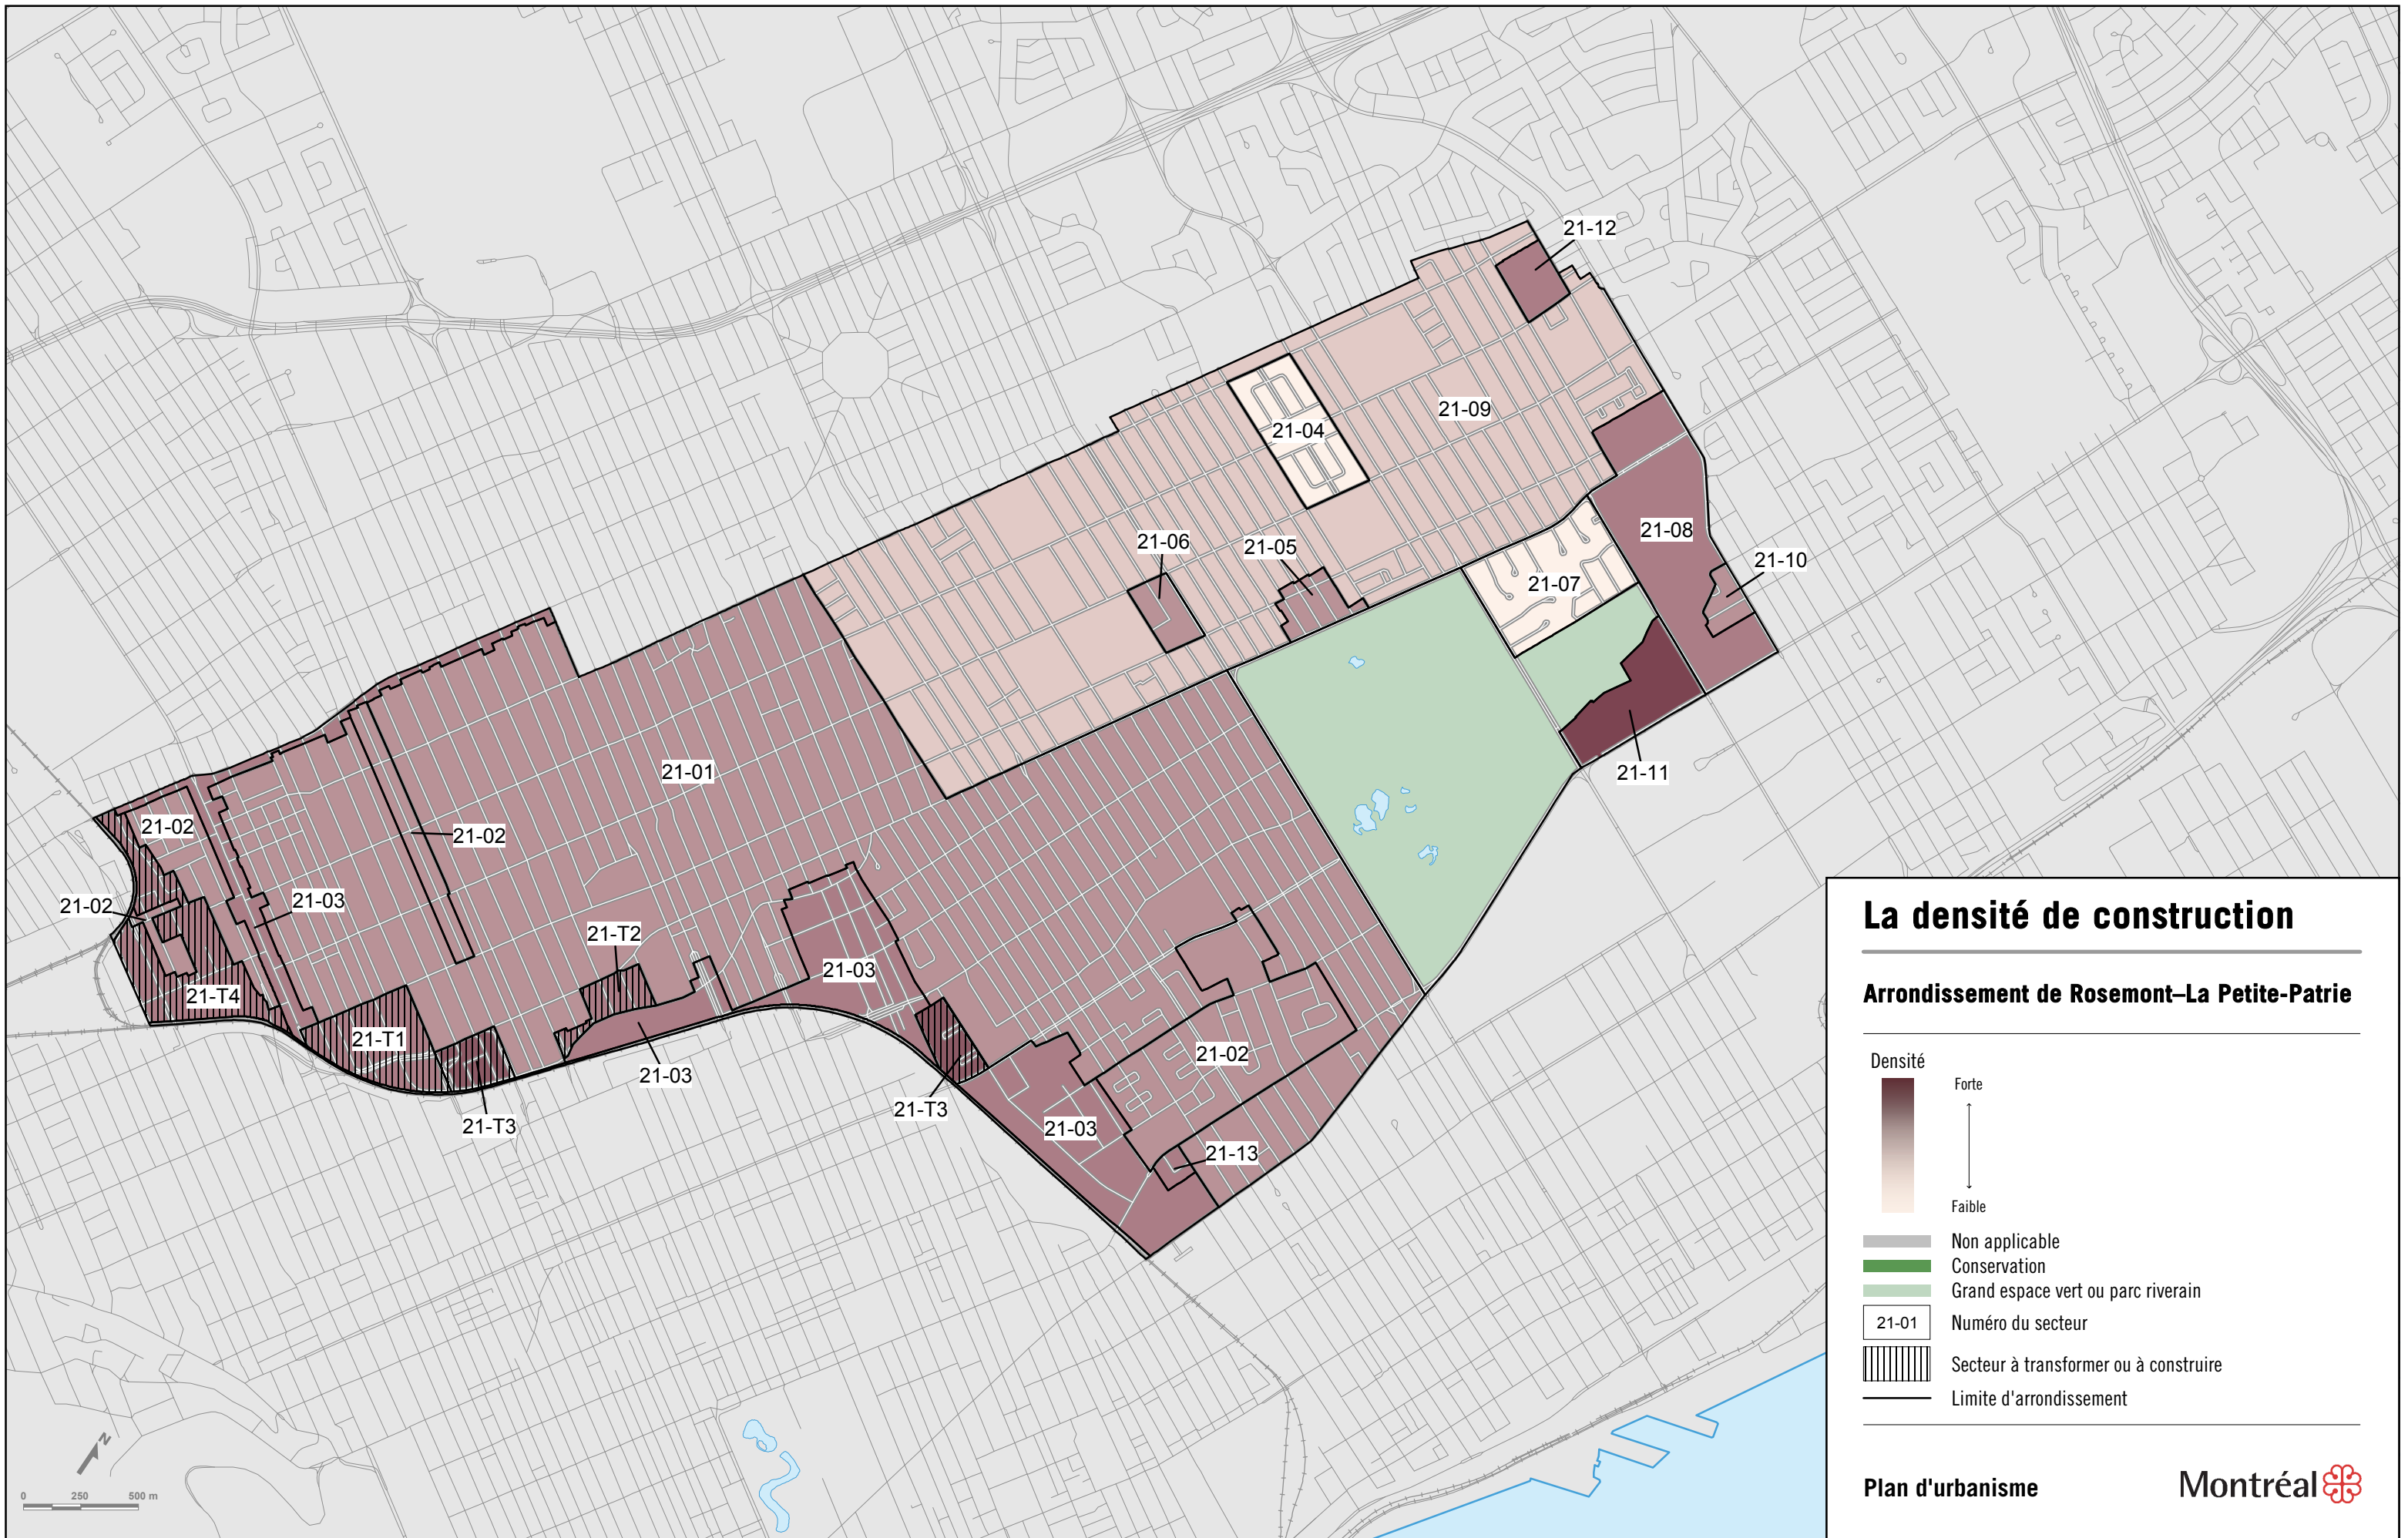 21-12
21-09
21-04
21-08
21-06
21-05
21-10
21-07
21-01
21-11
21-02
21-02
21-03
21-02
21-T2
21-03
21-T4
21-T1
21-02
21-03
21-T3
21-T3
21-03
21-13
La densité de construction
Arrondissement de Rosemont–La Petite-Patrie
Densité
Forte
Faible
Non applicable
Conservation
Grand espace vert ou parc riverain
21-01 Numéro du secteur
Secteur à transformer ou à construire
Limite d'arrondissement
Plan d'urbanisme
Montréal
N
0 250 500 m